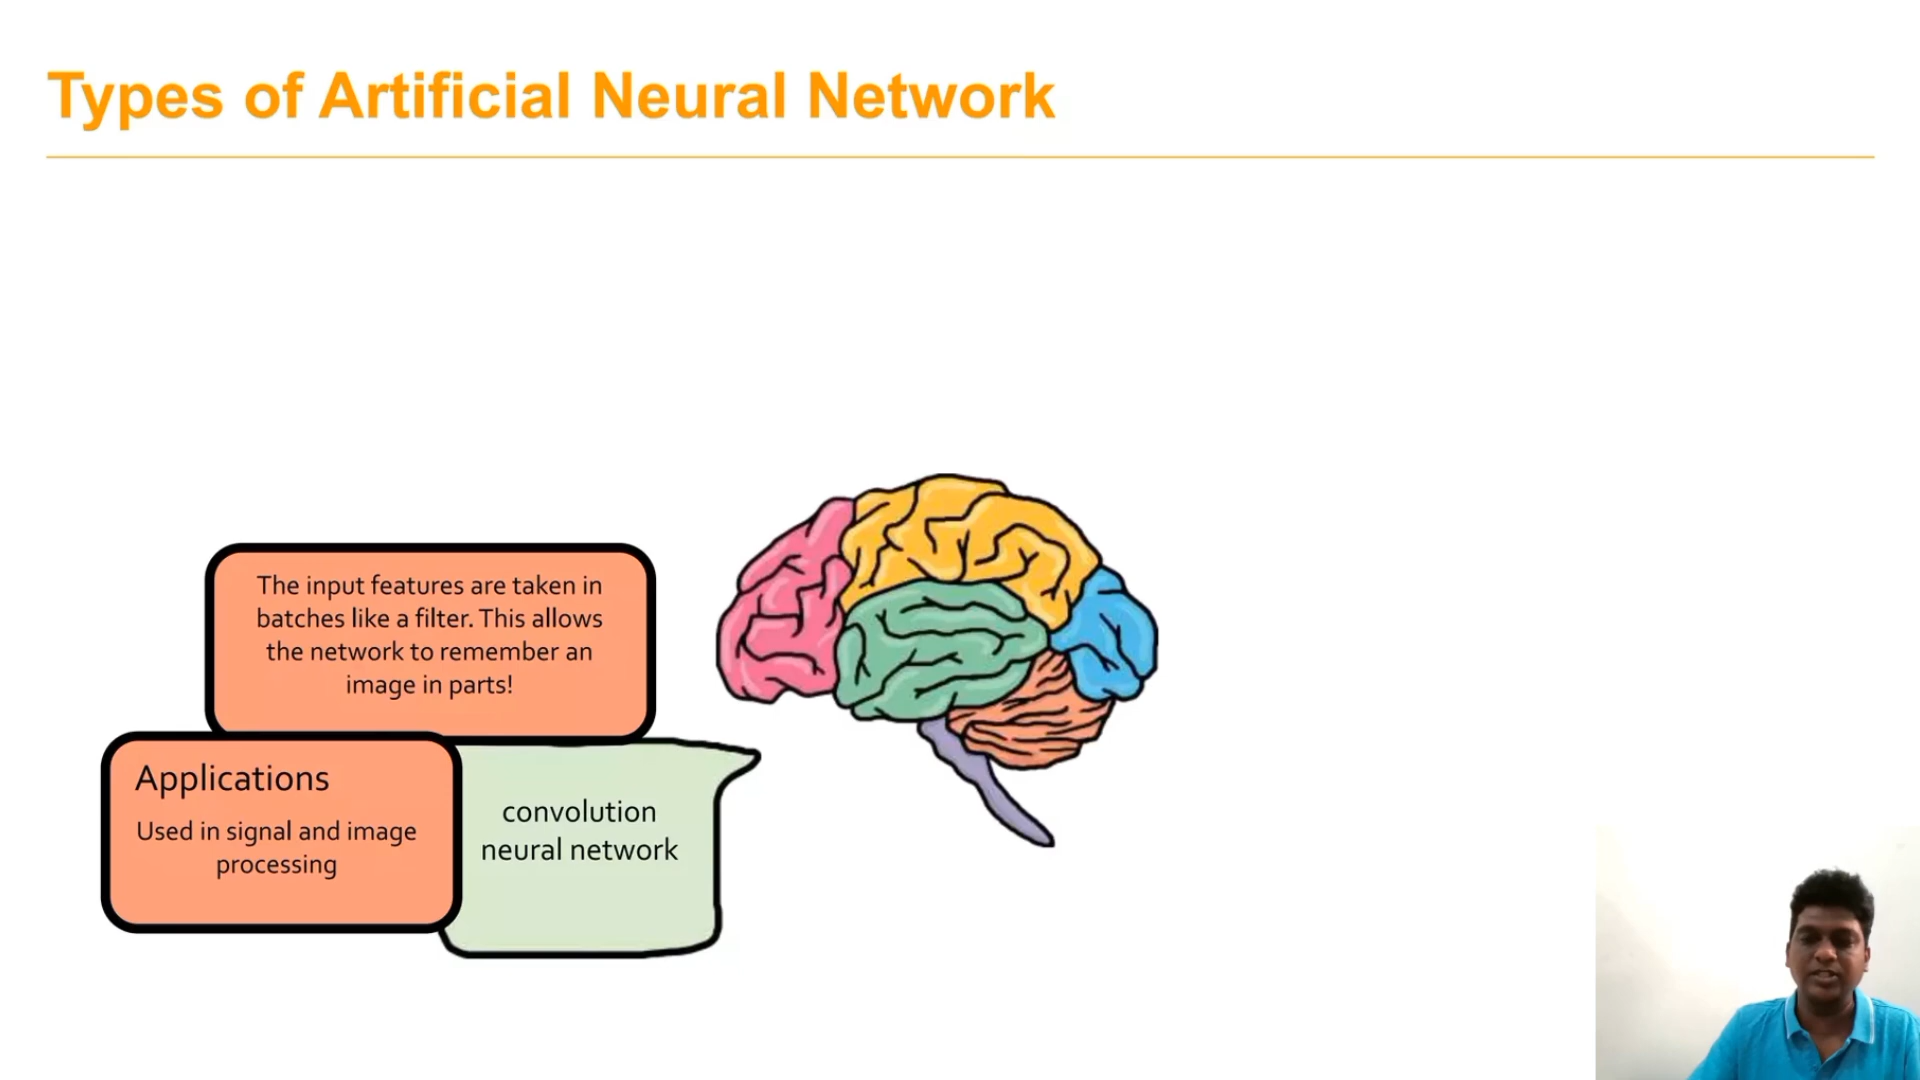 Types of Artificial Neural Network
The input features are taken in
batches like a filter. This allows
the network to remember an
image in parts!
Applications
Used in signal and image
processing
convolution
neural network